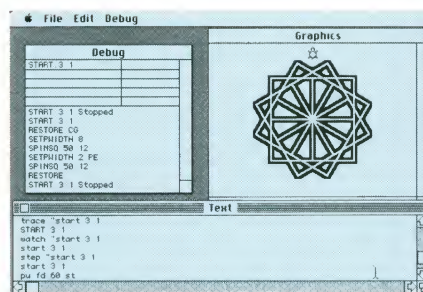 File Edit Debug
Debug
START 3 1
START 3 1 Stopped
START 3 1
RESTORE CG
SETPWIDTH 8
SPINSQ 50 12
SETPWIDTH 2 PE
SPINSQ 50 12
RESTORE
START 3 1 Stopped
Graphics
Text
trace "start 3 1
START 3 1
watch "start 3 1
start 3 1
step "start 3 1
start 3 1
pu fd 60 st